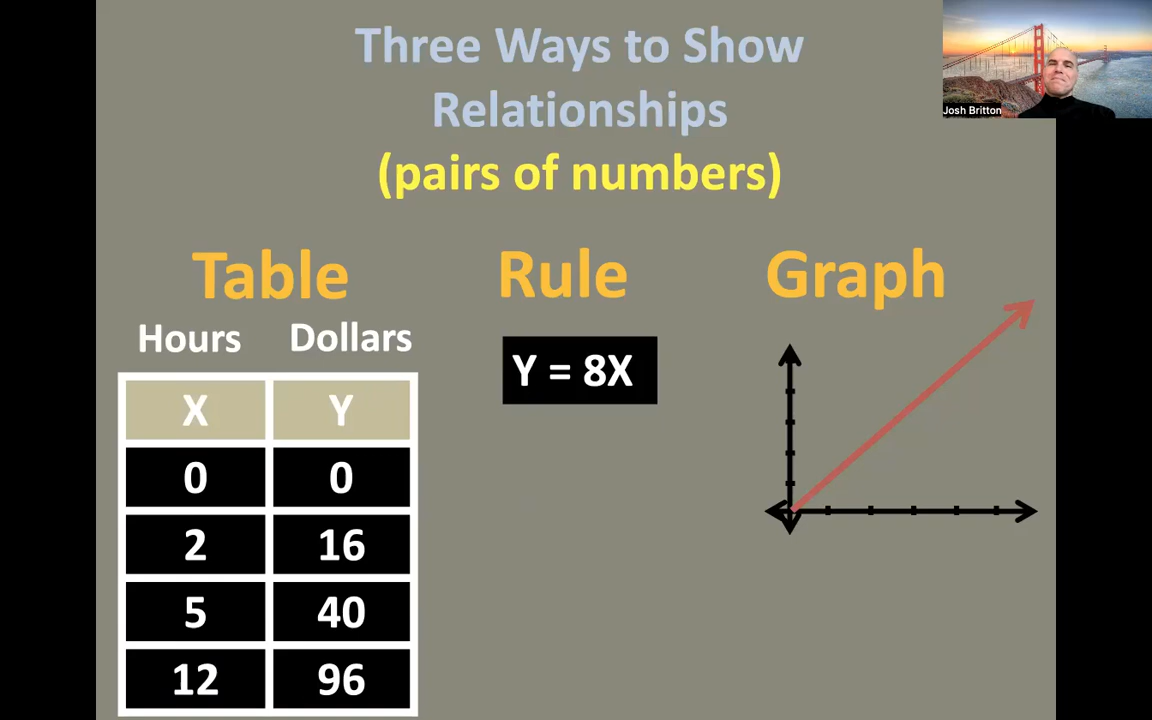 Three Ways to Show
Relationships
(pairs of numbers)
Josh Britton
Table
Rule
Graph
Hours Dollars
Y = 8X
X Y
0 0
2 16
5 40
12 96